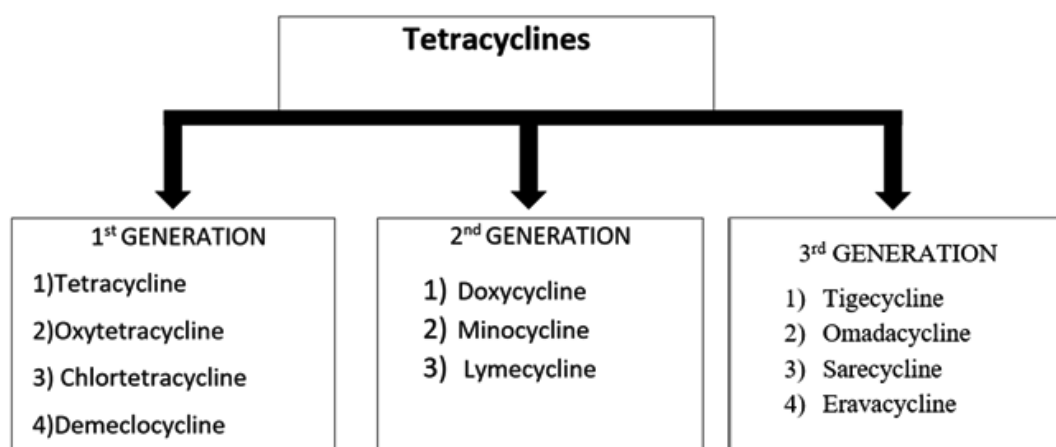 Tetracyclines
1st GENERATION
1)Tetracycline
2)Oxytetracycline
3) Chlortetracycline
4)Demeclocycline
2nd GENERATION
1) Doxycycline
2) Minocycline
3) Lymecycline
3rd GENERATION
1) Tigecycline
2) Omadacycline
3) Sarecycline
4) Eravacycline